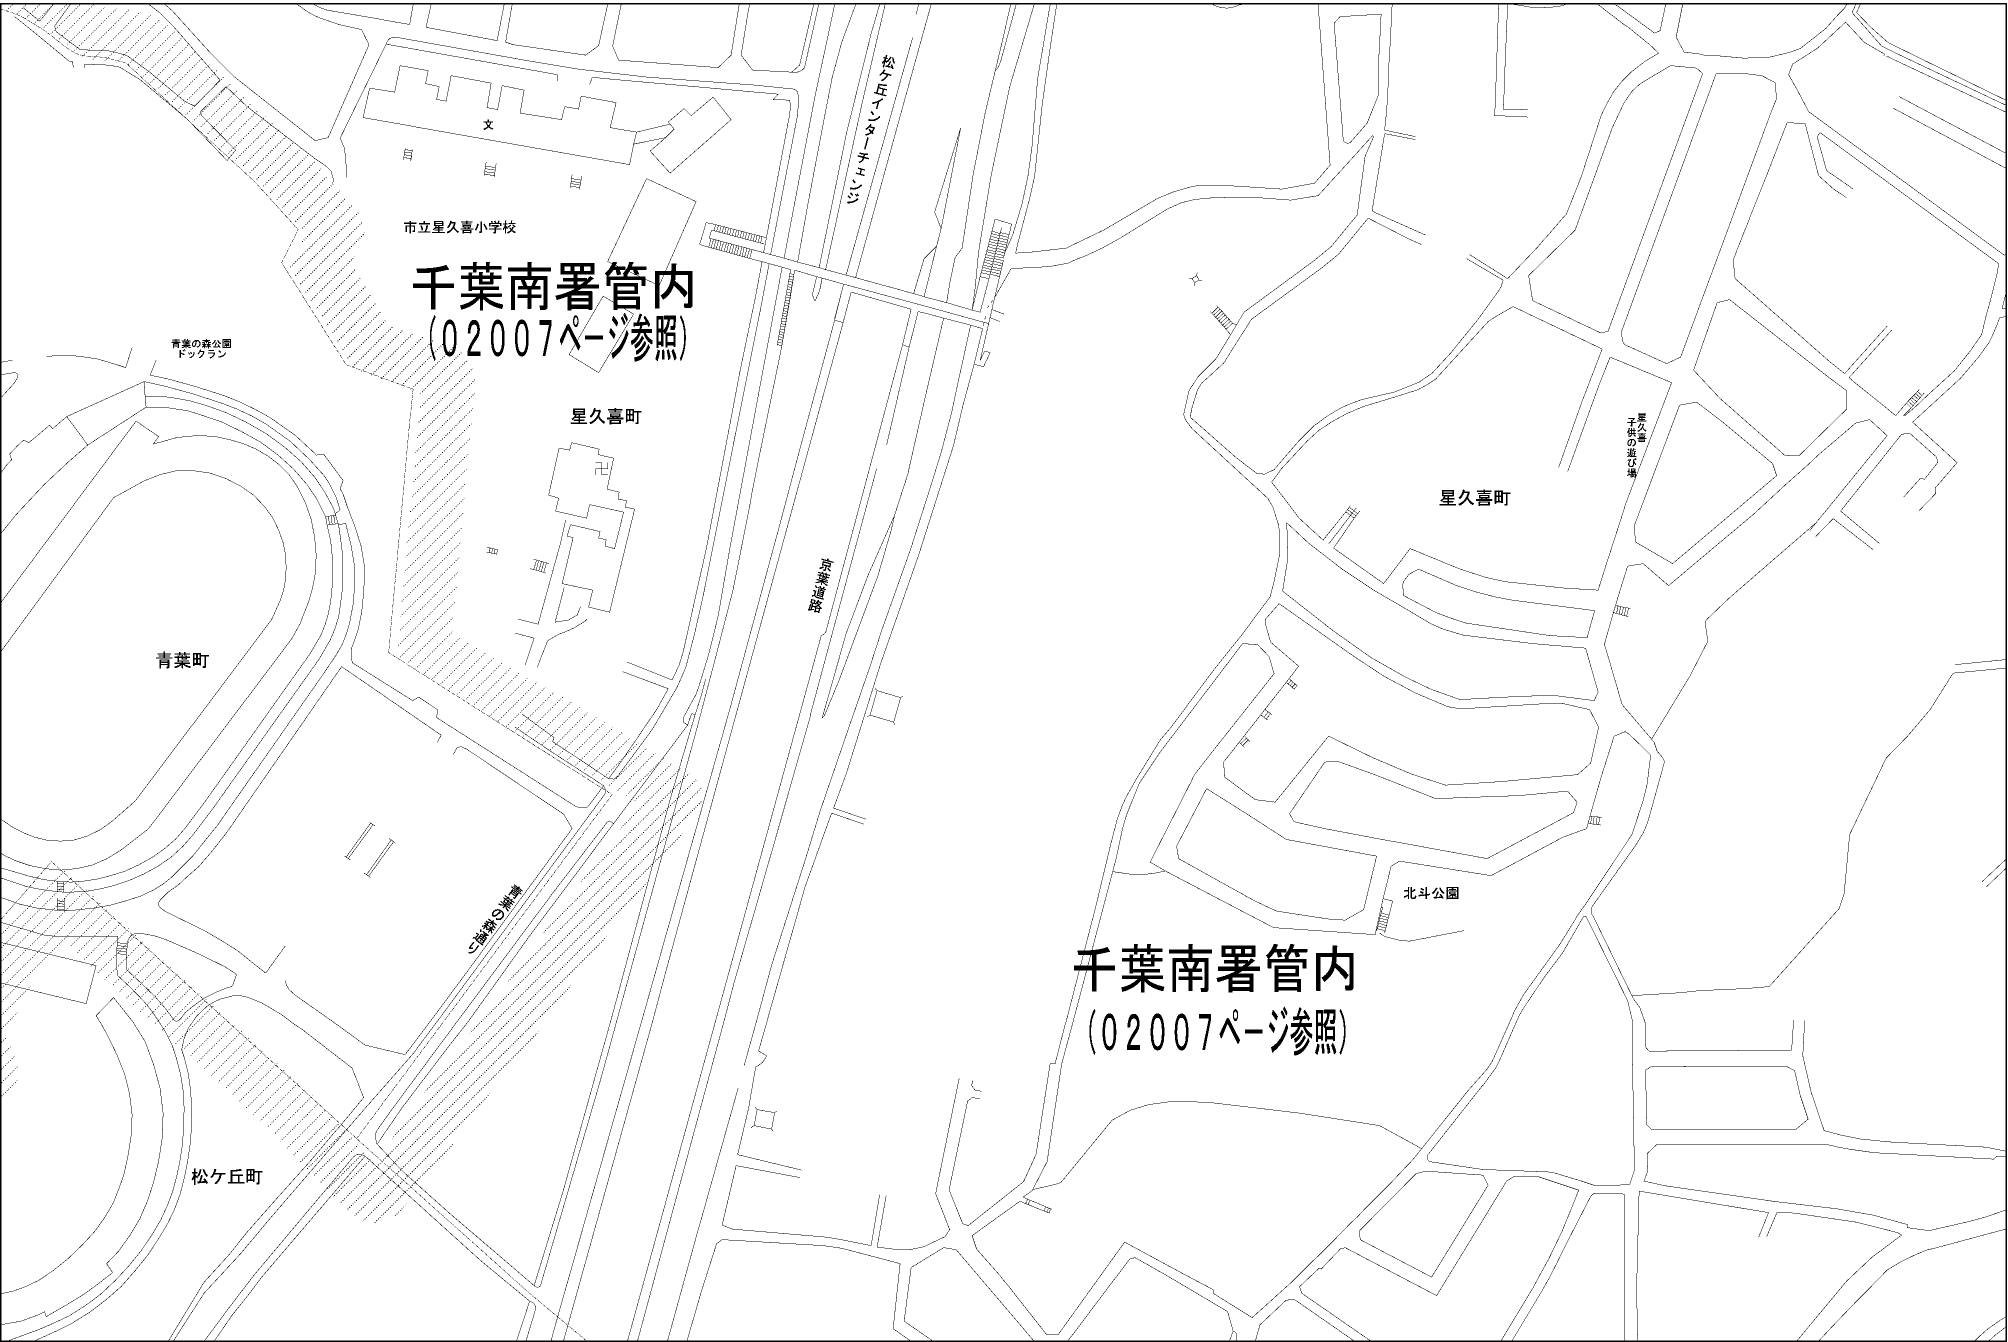 松ケ丘インターチェンジ
文
市立星久喜小学校
千葉南署管内
(02007ページ参照)
青葉の森公園
ドックラン
星久喜町
星久喜
子供の遊び場
星久喜町
京葉道路
青葉町
青葉の森通り
北斗公園
千葉南署管内
(02007ページ参照)
松ケ丘町